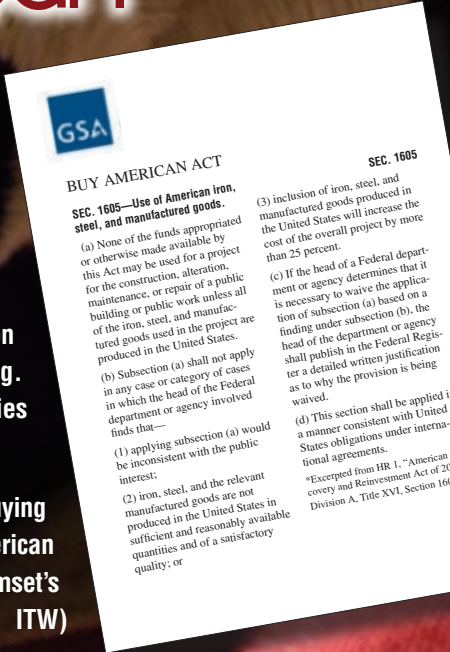 GSA
BUY AMERICAN ACT
SEC. 1605—Use of American iron,
steel, and manufactured goods.
(a) None of the funds appropriated
or otherwise made available by
this Act may be used for a project
for the construction, alteration,
maintenance, or repair of a public
building or public work unless all
of the iron, steel, and manufac-
tured goods used in the project are
produced in the United States.
(b) Subsection (a) shall not apply
in any case or category of cases
in which the head of the Federal
department or agency involved
finds that—
(1) applying subsection (a) would
be inconsistent with the public
interest;
(2) iron, steel, and the relevant
manufactured goods are not
produced in the United States in
sufficient and reasonably available
quantities and of a satisfactory
quality; or
SEC. 1605
(3) inclusion of iron, steel, and
manufactured goods produced in
the United States will increase the
cost of the overall project by more
than 25 percent.
(c) If the head of a Federal depart-
ment or agency determines that it
is necessary to waive the applica-
tion of subsection (a) based on a
finding under subsection (b), the
head of the department or agency
shall publish in the Federal Regis-
ter a detailed written justification
as to why the provision is being
waived.
(d) This section shall be applied
a manner consistent with United
States obligations under interna-
tional agreements.
*Excerpted from HR 1, “American
covery and Reinvestment Act of
Division A, Title XVI, Section
ITW)